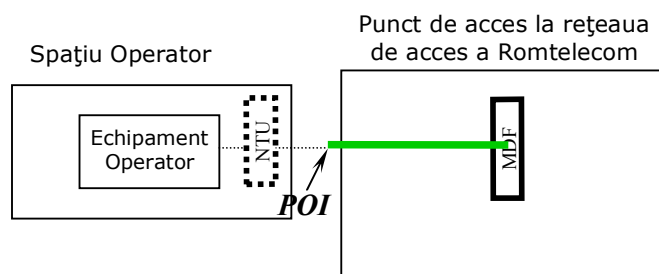 Punct de acces la reţeaua
de acces a Romtelecom
Spaţiu Operator
Echipament
Operator
NTU
POI
MDF